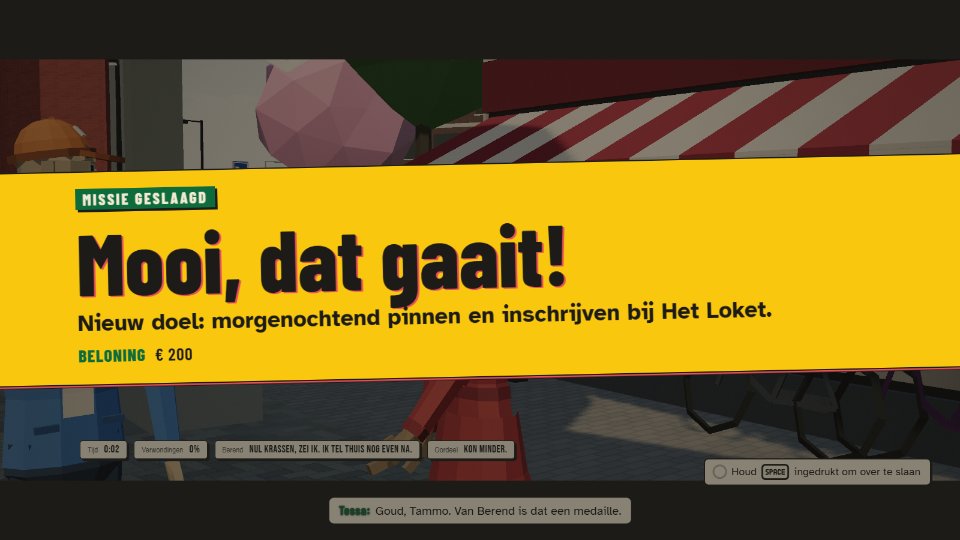 MISSIE GESLAAGD
Mooi, dat gaait!
Nieuw doel: morgenochtend pinnen en inschrijven bij Het Loket.
BELONING € 200
Tijd 0:02 Verwondingen 0% Berend NUL KRASSEN, ZEI IK. IK TEL THUIS NOG EVEN NA. Oordeel KON MINDER.
Houd SPACE ingedrukt om over te slaan
Tessa: Goud, Tammo. Van Berend is dat een medaille.